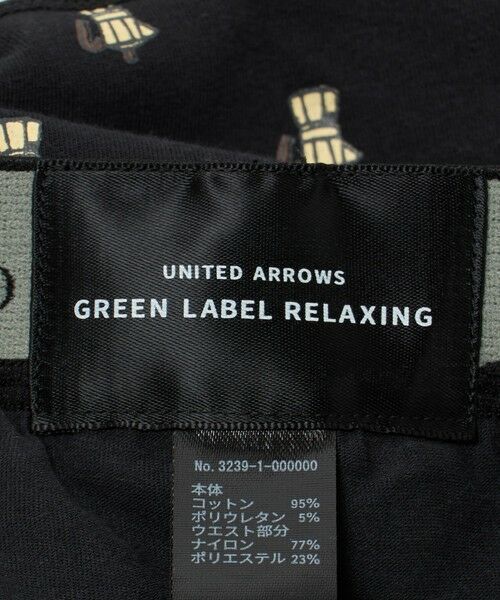 UNITED ARROWS
GREEN LABEL RELAXING
No. 3239-1-000000
本体
コットン 95%
ポリウレタン 5%
ウエスト部分
ナイロン 77%
ポリエステル 23%